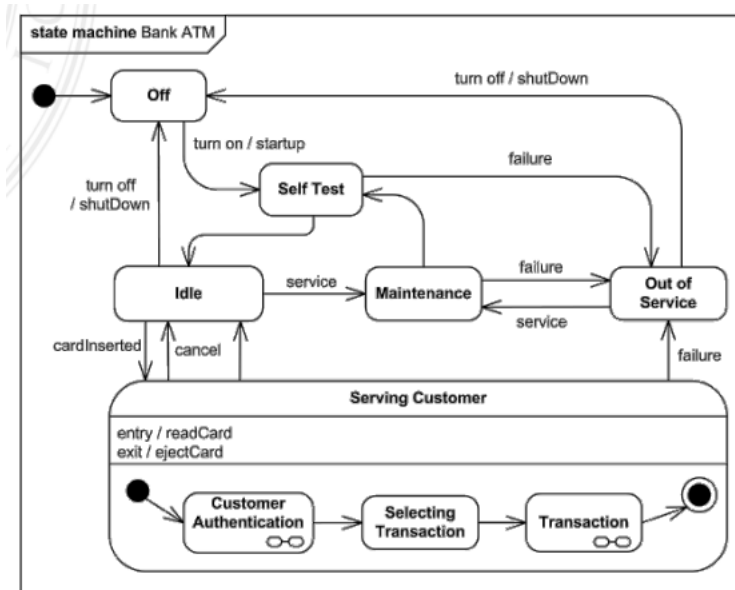 state machine Bank ATM
turn off / shutDown
Off
turn on / startup
failure
Self Test
turn off
/ shutDown
Idle
service
Maintenance
failure
service
Out of
Service
cardInserted
cancel
failure
Serving Customer
entry / readCard
exit / ejectCard
Customer
Authentication
Selecting
Transaction
Transaction